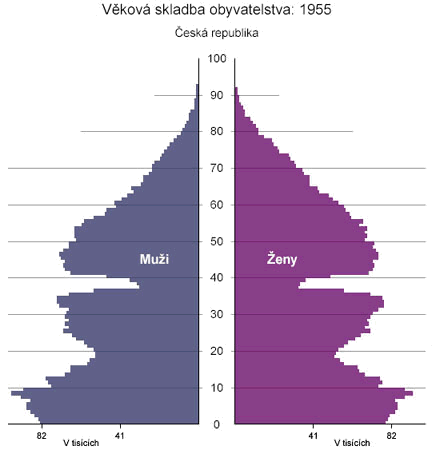 Věková skladba obyvatelstva: 1955
Česká republika
100
90
80
70
60
50
Muži
Ženy
40
30
20
10
0
82
41
41
82
V tisících
V tisících